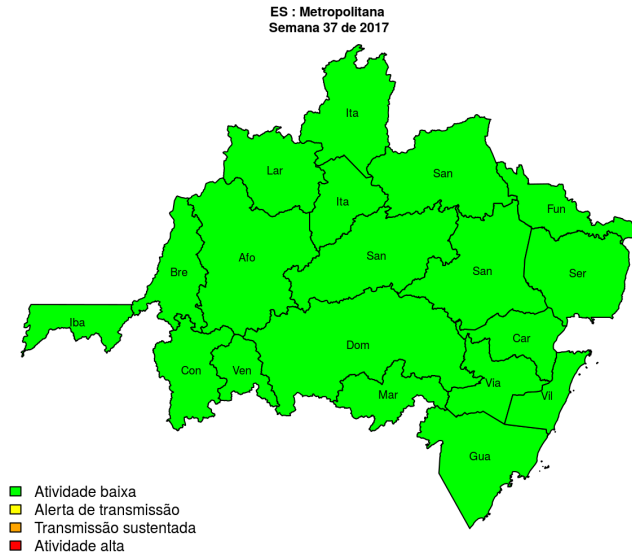 ES : Metropolitana
Semana 37 de 2017
Ita
Lar
San
Ita
Fun
Afo
San
San
Bre
Ser
Iba
Car
Dom
Con
Ven
Via
Mar
Vil
Gua
Atividade baixa
Alerta de transmissão
Transmissão sustentada
Atividade alta